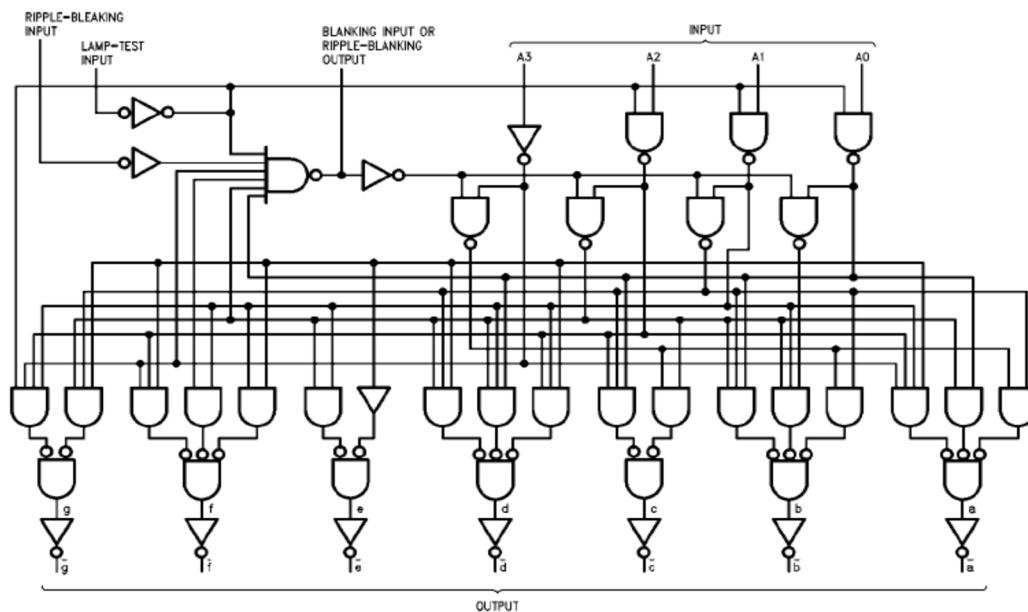 RIPPLE-BLEAKING
INPUT
LAMP-TEST
INPUT
BLANKING INPUT OR
RIPPLE-BLANKING
OUTPUT
INPUT
A3 A2 A1 A0
g f e d c b a
g̅ f̅ e̅ d̅ c̅ b̅ a̅
OUTPUT